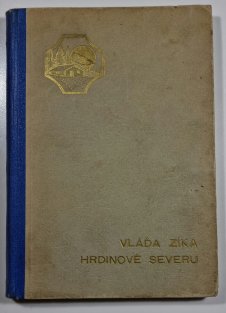 VLÁĎA ZÍKA
HRDINOVÉ SEVERU